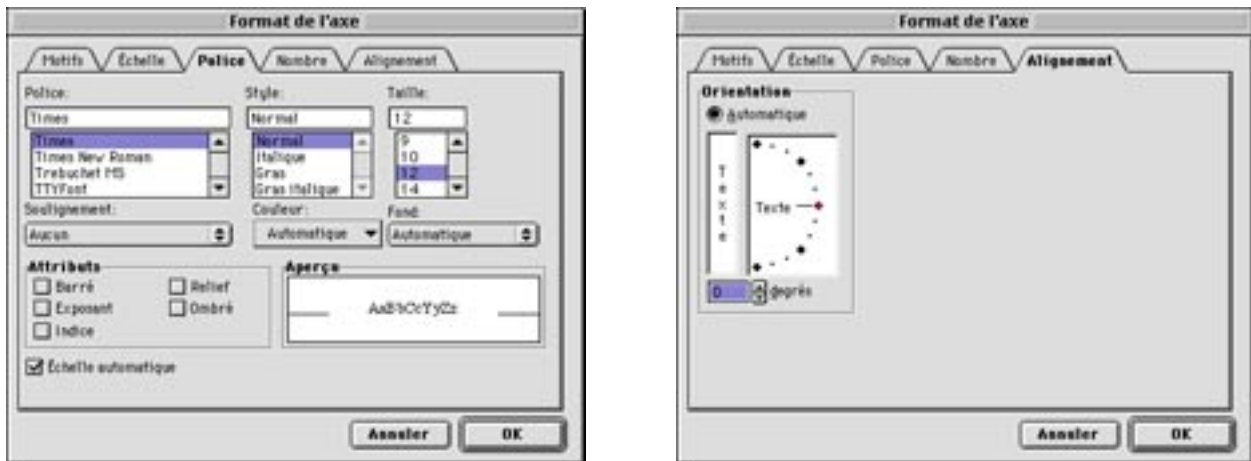 Format de l'axe
Motifs Échelle Police Nombre Alignement
Police: Style: Taille:
Times Normal 12
Times Normal 9
Times New Roman Italique 10
Trebuchet MS Gras 12
TTYFont Gras italique 14
Soulignement: Couleur: Fond:
Aucun Automatique Automatique
Attributs Aperçu
Barré Relief
Exposant Ombré AaBbCcYyZz
Indice
Échelle automatique
Annuler OK
Format de l'axe
Motifs Échelle Police Nombre Alignement
Orientation
Automatique
Texte
Texte
0 degrés
Annuler OK